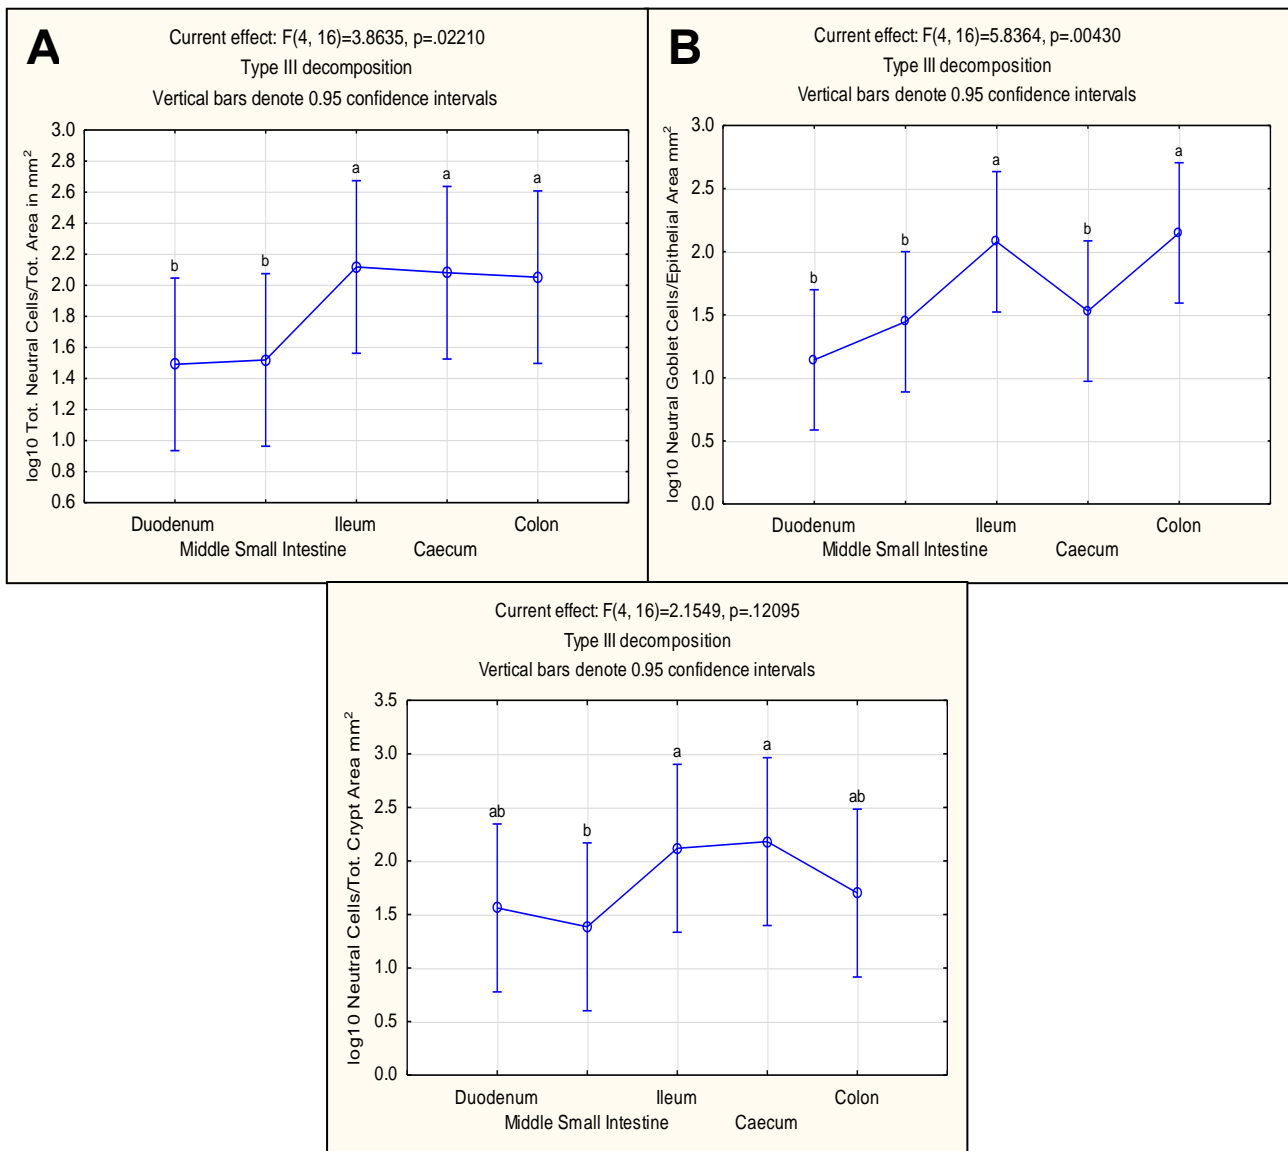 A
Current effect: F(4, 16)=3.8635, p=.02210
Type III decomposition
Vertical bars denote 0.95 confidence intervals
log10 Tot. Neutral Cells/Tot. Area in mm²
3.0
2.8
2.6
2.4
2.2
2.0
1.8
1.6
1.4
1.2
1.0
0.8
0.6
b
b
a
a
a
Duodenum Ileum Colon
Middle Small Intestine Caecum
B
Current effect: F(4, 16)=5.8364, p=.00430
Type III decomposition
Vertical bars denote 0.95 confidence intervals
log10 Neutral Goblet Cells/Epithelial Area mm²
3.0
2.5
2.0
1.5
1.0
0.5
0.0
b
b
a
b
a
Duodenum Ileum Colon
Middle Small Intestine Caecum
Current effect: F(4, 16)=2.1549, p=.12095
Type III decomposition
Vertical bars denote 0.95 confidence intervals
log10 Neutral Cells/Tot. Crypt Area mm²
3.5
3.0
2.5
2.0
1.5
1.0
0.5
0.0
ab
b
a
a
ab
Duodenum Ileum Colon
Middle Small Intestine Caecum